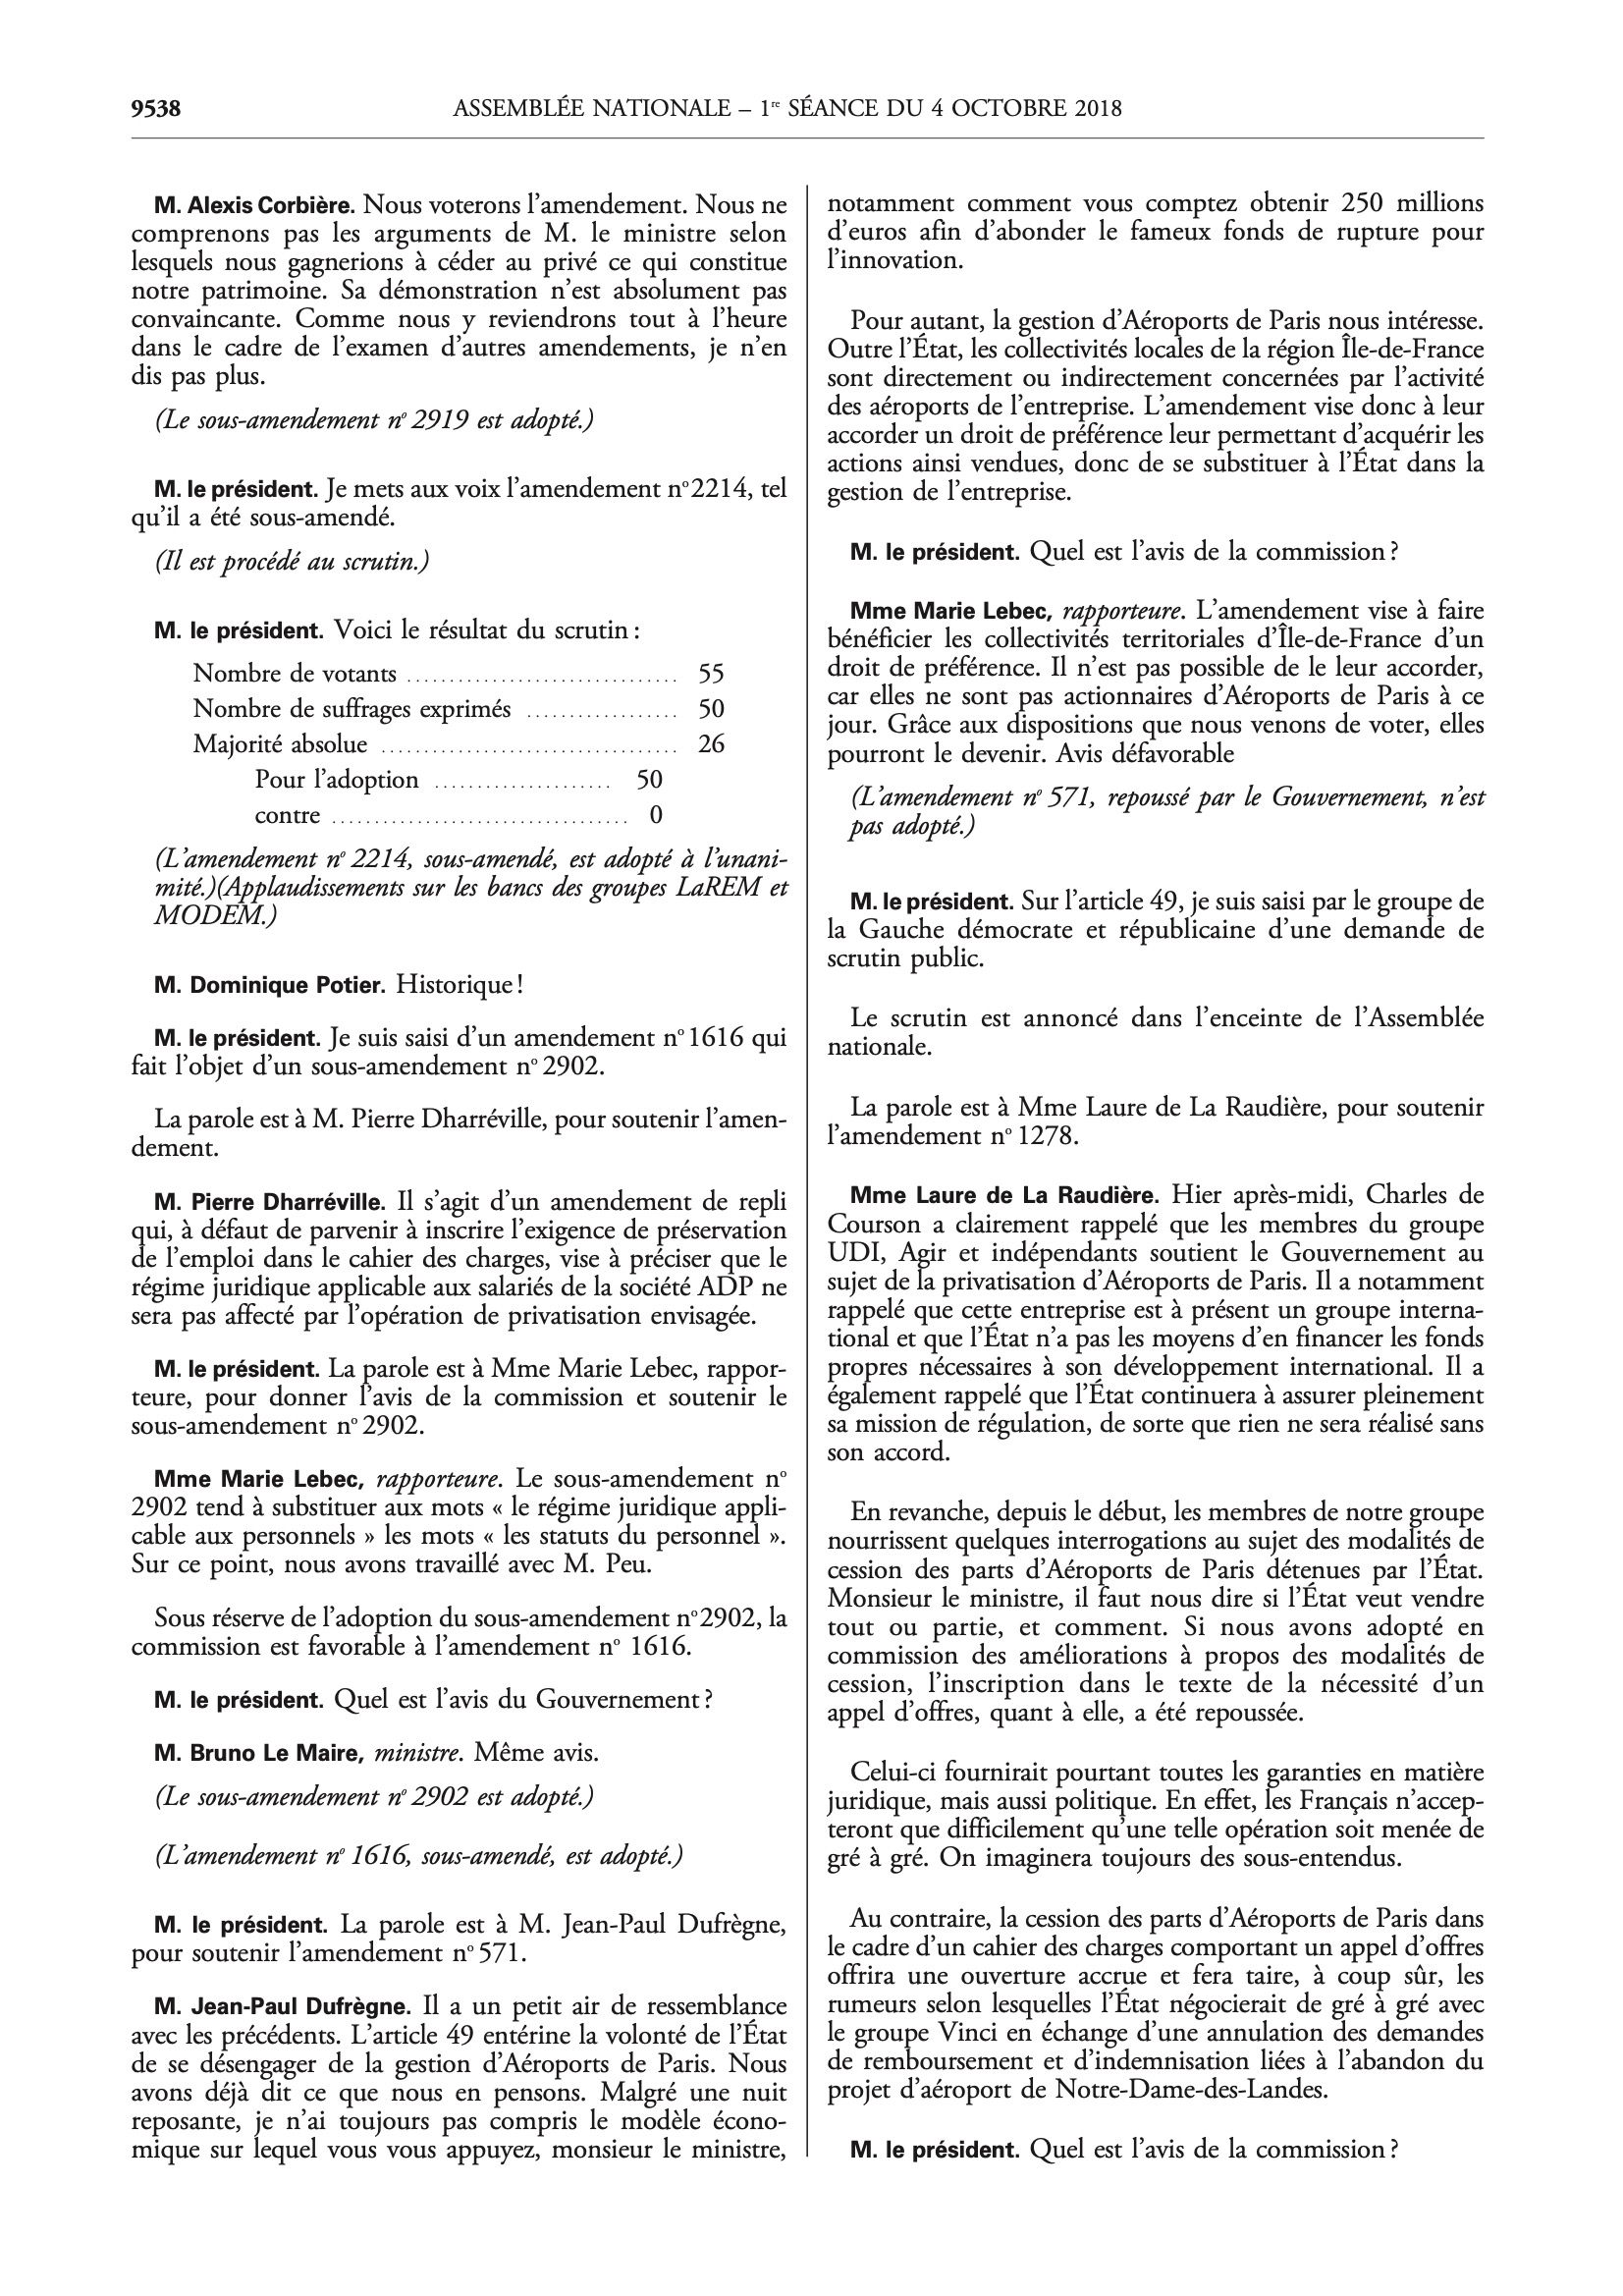 9538
ASSEMBLÉE NATIONALE – 1re SÉANCE DU 4 OCTOBRE 2018
M. Alexis Corbière. Nous voterons l’amendement. Nous ne
comprenons pas les arguments de M. le ministre selon
lesquels nous gagnerions à céder au privé ce qui constitue
notre patrimoine. Sa démonstration n’est absolument pas
convaincante. Comme nous y reviendrons tout à l’heure
dans le cadre de l’examen d’autres amendements, je n’en
dis pas plus.
(Le sous-amendement no 2919 est adopté.)
M. le président. Je mets aux voix l’amendement no 2214, tel
qu’il a été sous-amendé.
(Il est procédé au scrutin.)
M. le président. Voici le résultat du scrutin :
Nombre de votants ............................... 55
Nombre de suffrages exprimés .................. 50
Majorité absolue ................................... 26
Pour l’adoption ..................... 50
contre ................................... 0
(L’amendement no 2214, sous-amendé, est adopté à l’unani-
mité.)(Applaudissements sur les bancs des groupes LaREM et
MODEM.)
M. Dominique Potier. Historique !
M. le président. Je suis saisi d’un amendement no 1616 qui
fait l’objet d’un sous-amendement no 2902.
La parole est à M. Pierre Dharréville, pour soutenir l’amen-
dement.
M. Pierre Dharréville. Il s’agit d’un amendement de repli
qui, à défaut de parvenir à inscrire l’exigence de préservation
de l’emploi dans le cahier des charges, vise à préciser que le
régime juridique applicable aux salariés de la société ADP ne
sera pas affecté par l’opération de privatisation envisagée.
M. le président. La parole est à Mme Marie Lebec, rappor-
teure, pour donner l’avis de la commission et soutenir le
sous-amendement no 2902.
Mme Marie Lebec, rapporteure. Le sous-amendement no
2902 tend à substituer aux mots « le régime juridique appli-
cable aux personnels » les mots « les statuts du personnel ».
Sur ce point, nous avons travaillé avec M. Peu.
Sous réserve de l’adoption du sous-amendement no 2902, la
commission est favorable à l’amendement no 1616.
M. le président. Quel est l’avis du Gouvernement ?
M. Bruno Le Maire, ministre. Même avis.
(Le sous-amendement no 2902 est adopté.)
(L’amendement no 1616, sous-amendé, est adopté.)
M. le président. La parole est à M. Jean-Paul Dufrègne,
pour soutenir l’amendement no 571.
M. Jean-Paul Dufrègne. Il a un petit air de ressemblance
avec les précédents. L’article 49 entérine la volonté de l’État
de se désengager de la gestion d’Aéroports de Paris. Nous
avons déjà dit ce que nous en pensons. Malgré une nuit
reposante, je n’ai toujours pas compris le modèle écono-
mique sur lequel vous vous appuyez, monsieur le ministre,
notamment comment vous comptez obtenir 250 millions
d’euros afin d’abonder le fameux fonds de rupture pour
l’innovation.
Pour autant, la gestion d’Aéroports de Paris nous intéresse.
Outre l’État, les collectivités locales de la région Île-de-France
sont directement ou indirectement concernées par l’activité
des aéroports de l’entreprise. L’amendement vise donc à leur
accorder un droit de préférence leur permettant d’acquérir les
actions ainsi vendues, donc de se substituer à l’État dans la
gestion de l’entreprise.
M. le président. Quel est l’avis de la commission ?
Mme Marie Lebec, rapporteure. L’amendement vise à faire
bénéficier les collectivités territoriales d’Île-de-France d’un
droit de préférence. Il n’est pas possible de le leur accorder,
car elles ne sont pas actionnaires d’Aéroports de Paris à ce
jour. Grâce aux dispositions que nous venons de voter, elles
pourront le devenir. Avis défavorable
(L’amendement no 571, repoussé par le Gouvernement, n’est
pas adopté.)
M. le président. Sur l’article 49, je suis saisi par le groupe de
la Gauche démocrate et républicaine d’une demande de
scrutin public.
Le scrutin est annoncé dans l’enceinte de l’Assemblée
nationale.
La parole est à Mme Laure de La Raudière, pour soutenir
l’amendement no 1278.
Mme Laure de La Raudière. Hier après-midi, Charles de
Courson a clairement rappelé que les membres du groupe
UDI, Agir et indépendants soutient le Gouvernement au
sujet de la privatisation d’Aéroports de Paris. Il a notamment
rappelé que cette entreprise est à présent un groupe interna-
tional et que l’État n’a pas les moyens d’en financer les fonds
propres nécessaires à son développement international. Il a
également rappelé que l’État continuera à assurer pleinement
sa mission de régulation, de sorte que rien ne sera réalisé sans
son accord.
En revanche, depuis le début, les membres de notre groupe
nourrissent quelques interrogations au sujet des modalités de
cession des parts d’Aéroports de Paris détenues par l’État.
Monsieur le ministre, il faut nous dire si l’État veut vendre
tout ou partie, et comment. Si nous avons adopté en
commission des améliorations à propos des modalités de
cession, l’inscription dans le texte de la nécessité d’un
appel d’offres, quant à elle, a été repoussée.
Celui-ci fournirait pourtant toutes les garanties en matière
juridique, mais aussi politique. En effet, les Français n’accep-
teront que difficilement qu’une telle opération soit menée de
gré à gré. On imaginera toujours des sous-entendus.
Au contraire, la cession des parts d’Aéroports de Paris dans
le cadre d’un cahier des charges comportant un appel d’offres
offrira une ouverture accrue et fera taire, à coup sûr, les
rumeurs selon lesquelles l’État négocierait de gré à gré avec
le groupe Vinci en échange d’une annulation des demandes
de remboursement et d’indemnisation liées à l’abandon du
projet d’aéroport de Notre-Dame-des-Landes.
M. le président. Quel est l’avis de la commission ?